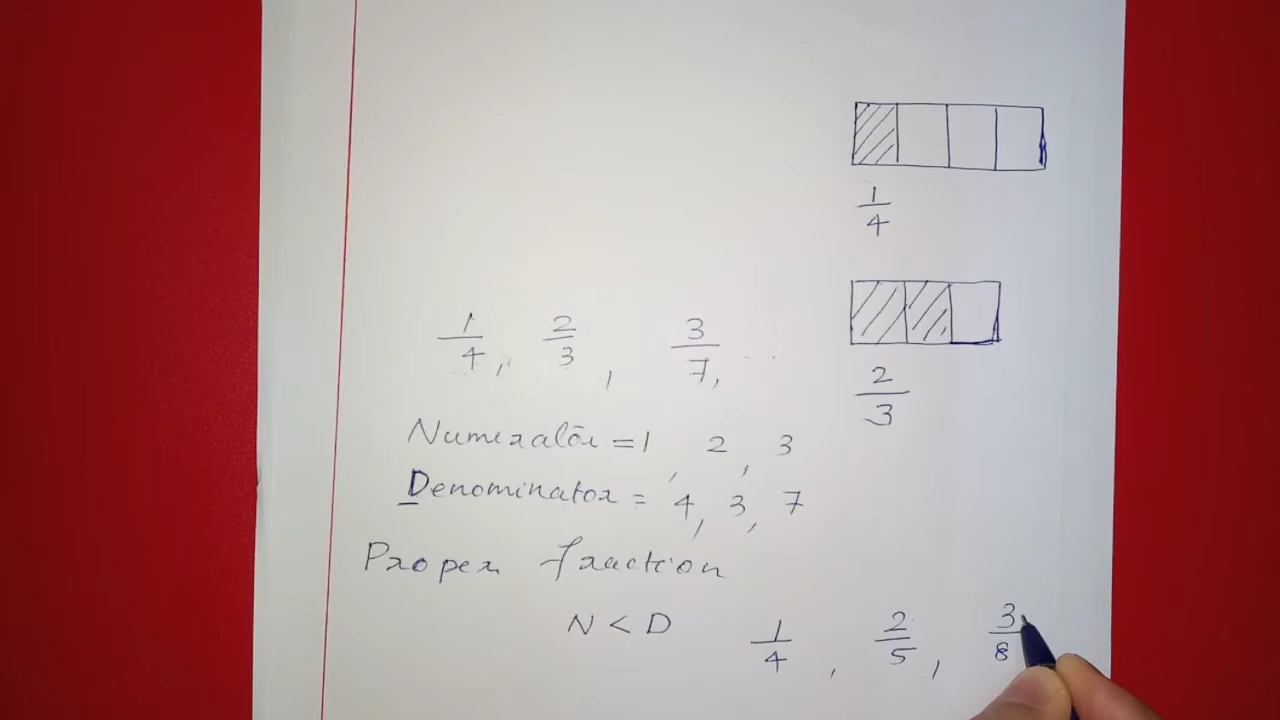 1/4
2/3
1/4, 2/3, 3/7, ...
Numerator = 1, 2, 3
Denominator = 4, 3, 7
Proper fraction
N < D 1/4, 2/5, 3/8